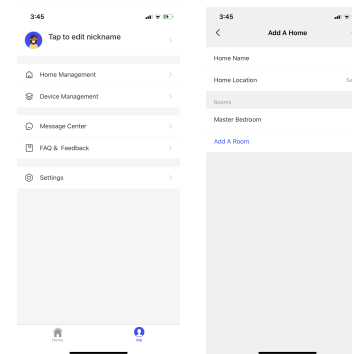 3:45
Tap to edit nickname
Home Management
Device Management
Message Center
FAQ & Feedback
Settings
Home
Me
3:45
Add A Home
Home Name
Home Location
Rooms
Master Bedroom
Add A Room